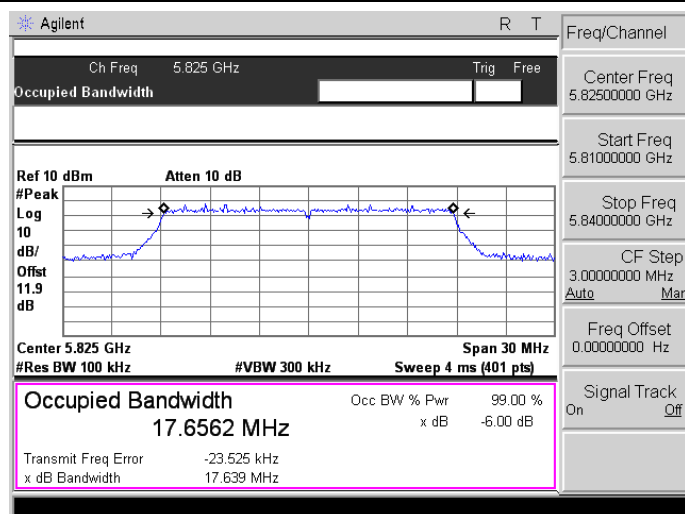 Agilent R T
Ch Freq 5.825 GHz Trig Free
Occupied Bandwidth
Ref 10 dBm Atten 10 dB
#Peak
Log
10
dB/
Offst
11.9
dB
Center 5.825 GHz Span 30 MHz
#Res BW 100 kHz #VBW 300 kHz Sweep 4 ms (401 pts)
Occupied Bandwidth Occ BW % Pwr 99.00 %
17.6562 MHz x dB -6.00 dB
Transmit Freq Error -23.525 kHz
x dB Bandwidth 17.639 MHz
Freq/Channel
Center Freq
5.82500000 GHz
Start Freq
5.81000000 GHz
Stop Freq
5.84000000 GHz
CF Step
3.00000000 MHz
Auto Mar
Freq Offset
0.00000000 Hz
Signal Track
On Off